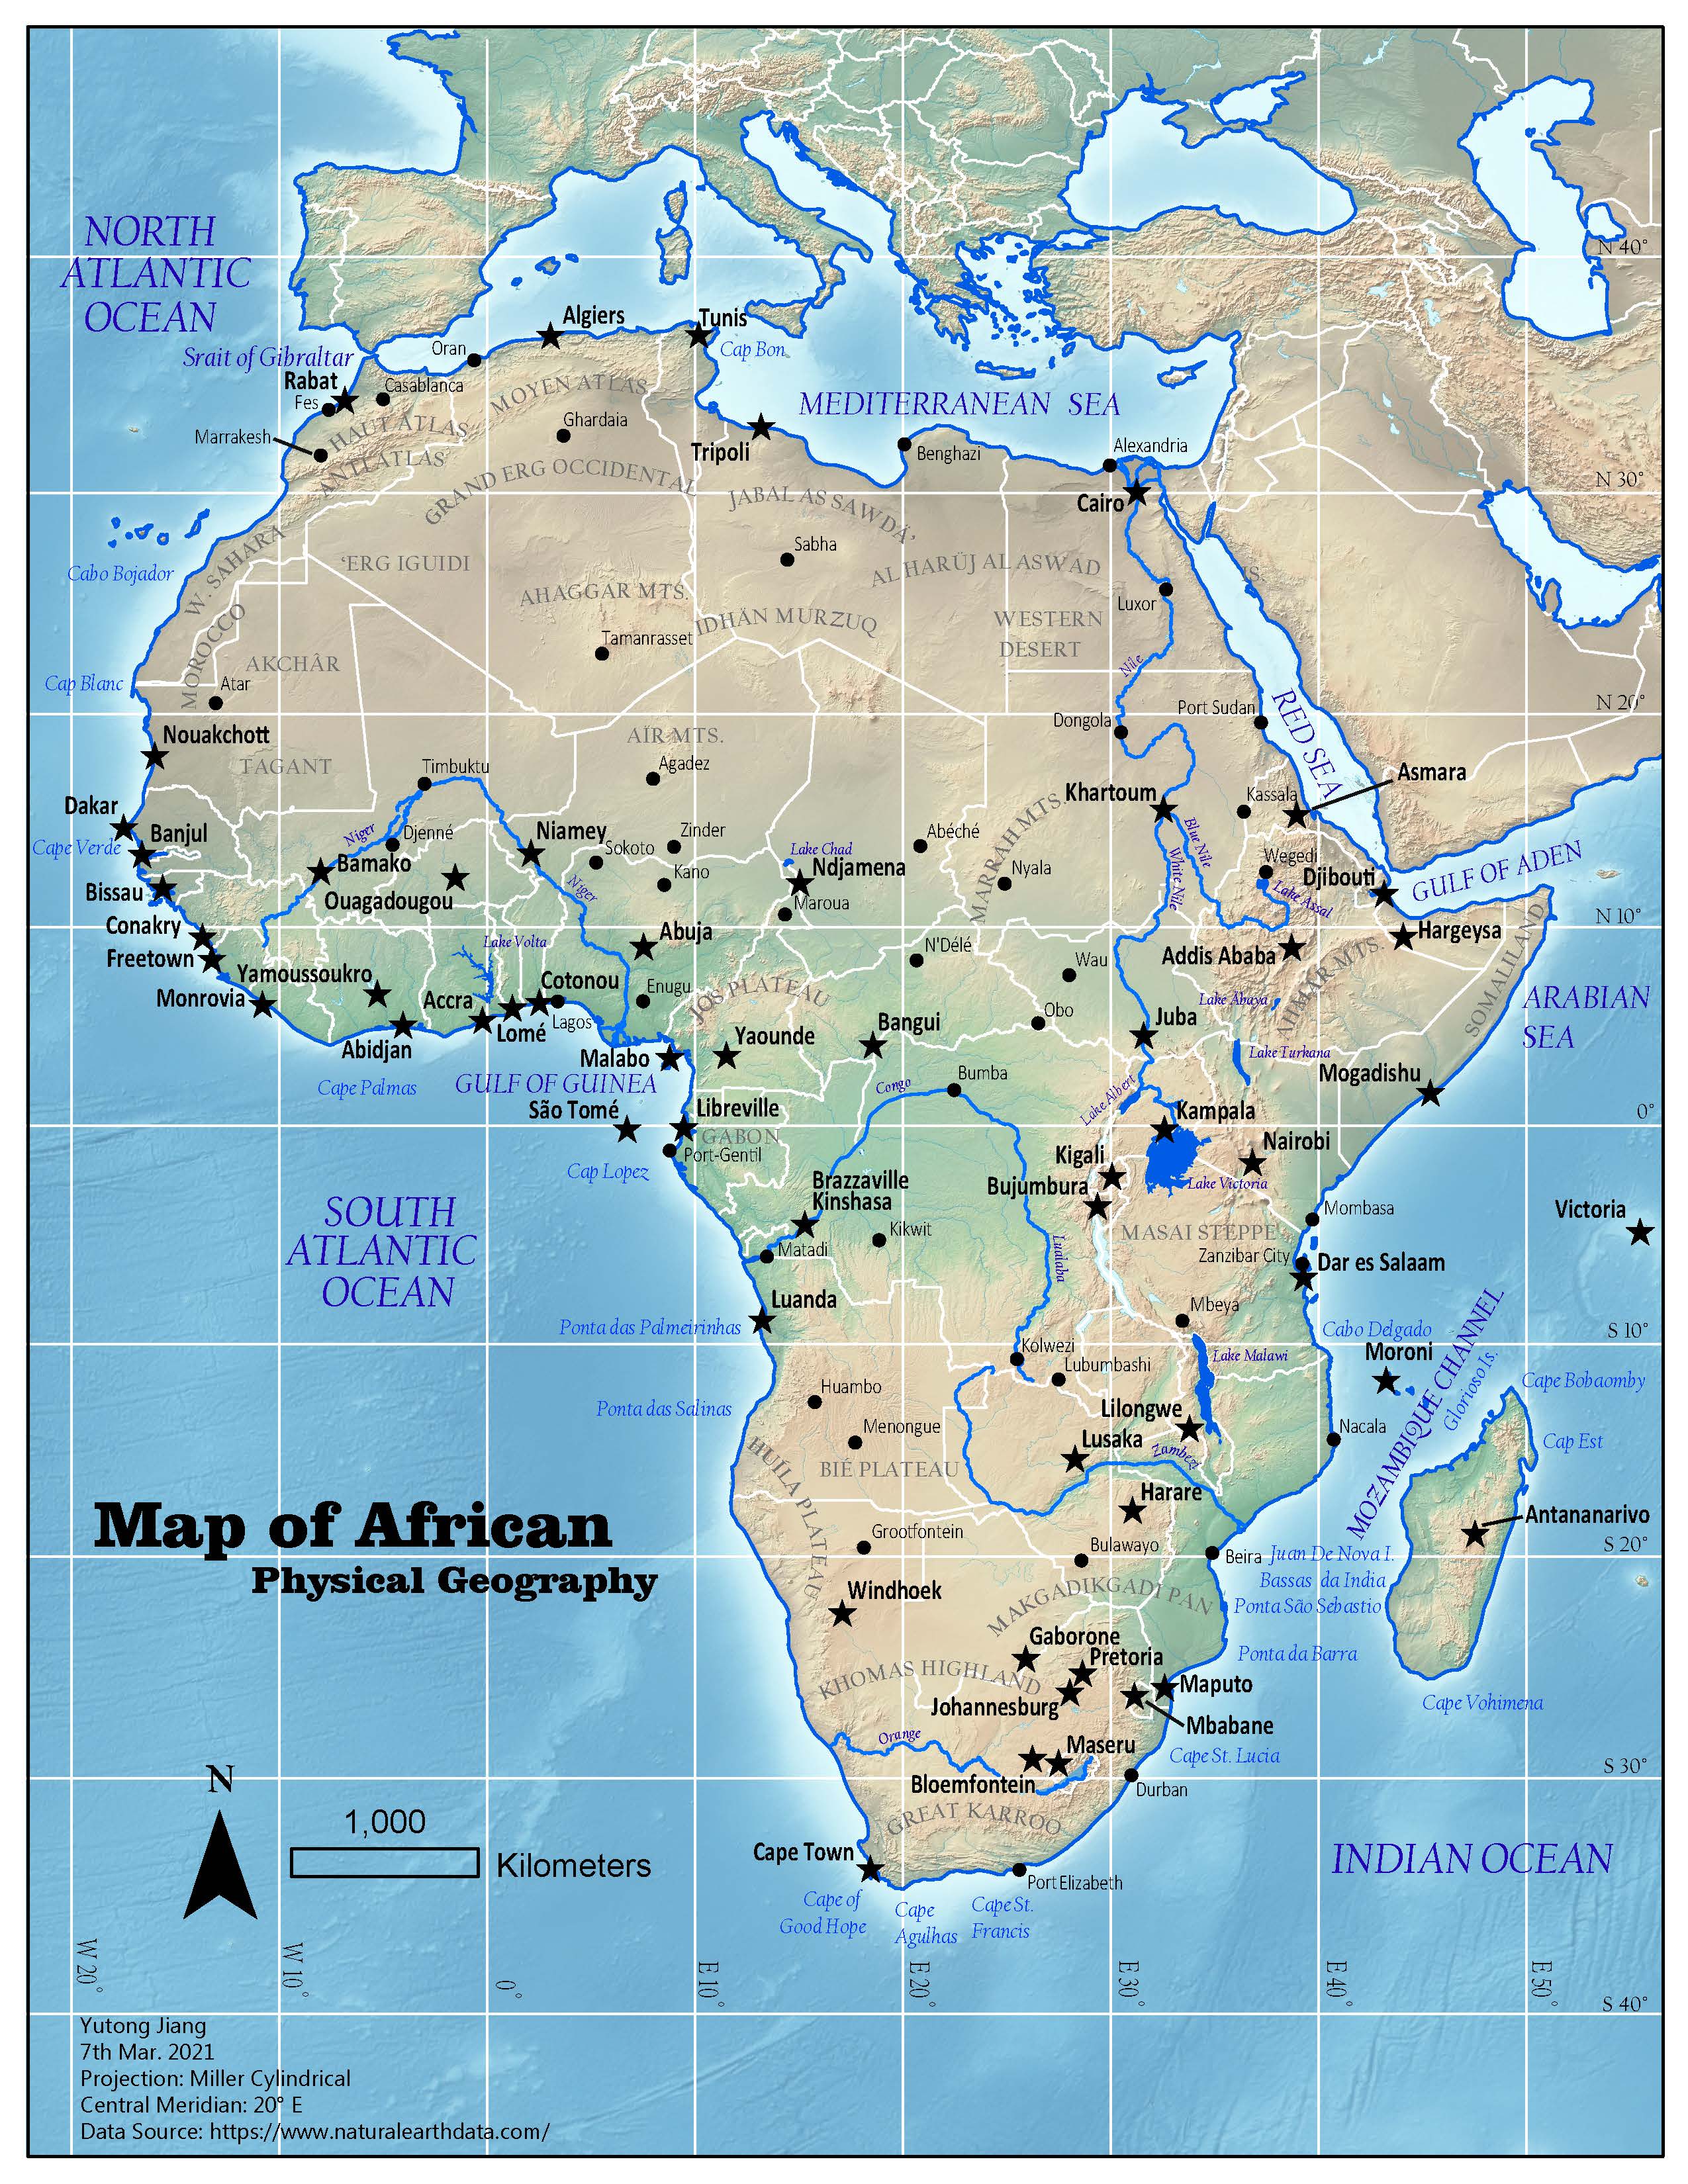 NORTH
ATLANTIC
OCEAN
N 40°
Algiers
Tunis
Oran
Cap Bon
Srait of Gibraltar
Rabat
Casablanca
Fes
MOYEN ATLAS
MEDITERRANEAN SEA
Ghardaia
Marrakesh
HAUT ATLAS
Tripoli
Benghazi
Alexandria
ANTI ATLAS
GRAND ERG OCCIDENTAL
N 30°
JABAL AS SAWDÁ'
Cairo
Sabha
W. SAHARA
'ERG IGUIDI
AL HARŪJ AL ASWAD
Cabo Bojador
IS.
AHAGGAR MTS.
Luxor
IDHÄN MURZUQ
WESTERN
DESERT
MOROCCO
Tamanrasset
AKCHÂR
Nile
Cap Blanc
Atar
N 20°
Port Sudan
Dongola
RED SEA
Nouakchott
AÏR MTS.
TAGANT
Timbuktu
Agadez
Asmara
Khartoum
Kassala
Dakar
Banjul
Niger
Djenné
Niamey
Zinder
Abéché
MARRAH MTS.
Blue Nile
Cape Verde
Sokoto
Lake Chad
Bamako
Kano
Ndjamena
Nyala
Wegedi
Djibouti
GULF OF ADEN
White Nile
Bissau
Ouagadougou
Niger
Maroua
Lake Assal
Conakry
N 10°
Abuja
Hargeysa
Freetown
Lake Volta
N'Délé
Wau
Addis Ababa
AHMAR MTS.
SOMALILAND
Yamoussoukro
Cotonou
Enugu
JOS PLATEAU
Monrovia
Accra
Lake Abaya
ARABIAN
SEA
Lagos
Obo
Juba
Abidjan
Lomé
Yaounde
Bangui
Malabo
Lake Turkana
Cape Palmas
GULF OF GUINEA
Congo
Bumba
Lake Albert
Mogadishu
São Tomé
Libreville
Kampala
0°
GABON
Port-Gentil
Nairobi
Cap Lopez
Kigali
Brazzaville
Kinshasa
Bujumbura
Lake Victoria
SOUTH
ATLANTIC
OCEAN
Kikwit
MASAI STEPPE
Mombasa
Victoria
Matadi
Lualaba
Zanzibar City
Dar es Salaam
Luanda
Mbeya
Ponta das Palmeirinhas
Cabo Delgado
S 10°
Kolwezi
Lubumbashi
Lake Malawi
Moroni
MOZAMBIQUE CHANNEL
Glorioso Is.
Huambo
Cape Bobaomby
Ponta das Salinas
Menongue
Lilongwe
Nacala
Lusaka
Cap Est
Zambezi
BIÉ PLATEAU
HUÍLA PLATEAU
Harare
Map of African
Antananarivo
Grootfontein
Bulawayo
S 20°
Beira
Juan De Nova I.
Physical Geography
Bassas da India
Windhoek
MAKGADIKGADI PAN
Ponta São Sebastio
Gaborone
Pretoria
Ponta da Barra
KHOMAS HIGHLAND
Maputo
Johannesburg
Cape Vohimena
Mbabane
Orange
Maseru
Cape St. Lucia
S 30°
N
Bloemfontein
Durban
GREAT KARROO
1,000
Kilometers
Cape Town
INDIAN OCEAN
Port Elizabeth
Cape of
Good Hope
Cape
Agulhas
Cape St.
Francis
W 20°
W 10°
0°
E 10°
E 20°
E 30°
E 40°
E 50°
S 40°
Yutong Jiang
7th Mar. 2021
Projection: Miller Cylindrical
Central Meridian: 20° E
Data Source: https://www.naturalearthdata.com/